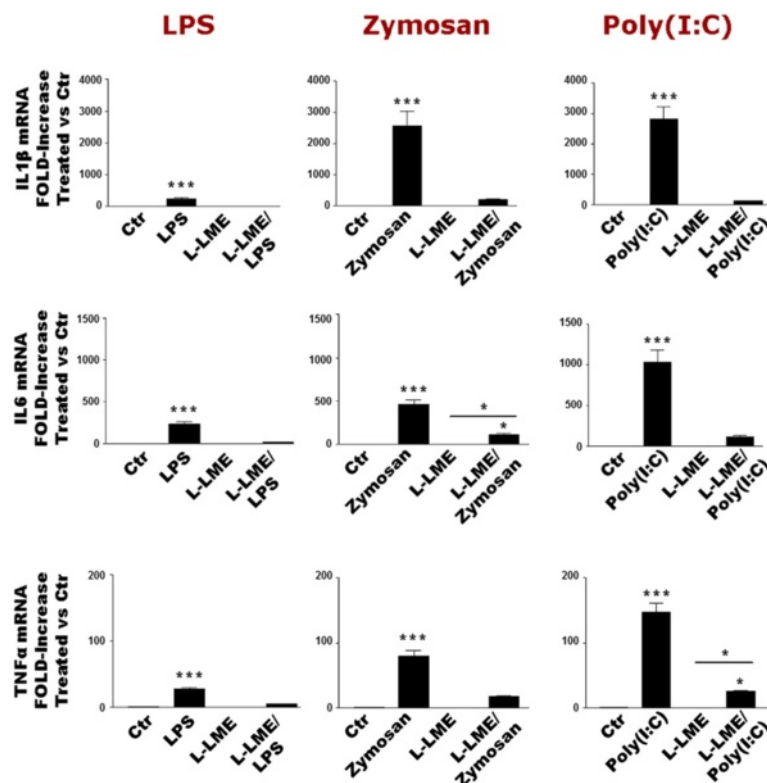 LPS Zymosan Poly(I:C)
IL1β mRNA
FOLD-Increase
Treated vs Ctr
4000
3000
2000
1000
0
***
Ctr
LPS
L-LME
L-LME/
LPS
4000
3000
2000
1000
0
***
Ctr
Zymosan
L-LME
L-LME/
Zymosan
4000
3000
2000
1000
0
***
Ctr
Poly(I:C)
L-LME
L-LME/
Poly(I:C)
IL6 mRNA
FOLD-Increase
Treated vs Ctr
1500
1000
500
0
***
Ctr
LPS
L-LME
L-LME/
LPS
1500
1000
500
0
***
*
*
Ctr
Zymosan
L-LME
L-LME/
Zymosan
1500
1000
500
0
***
Ctr
Poly(I:C)
L-LME
L-LME/
Poly(I:C)
TNFα mRNA
FOLD-Increase
Treated vs Ctr
200
100
0
***
Ctr
LPS
L-LME
L-LME/
LPS
200
100
0
***
Ctr
Zymosan
L-LME
L-LME/
Zymosan
200
100
0
***
*
*
Ctr
Poly(I:C)
L-LME
L-LME/
Poly(I:C)